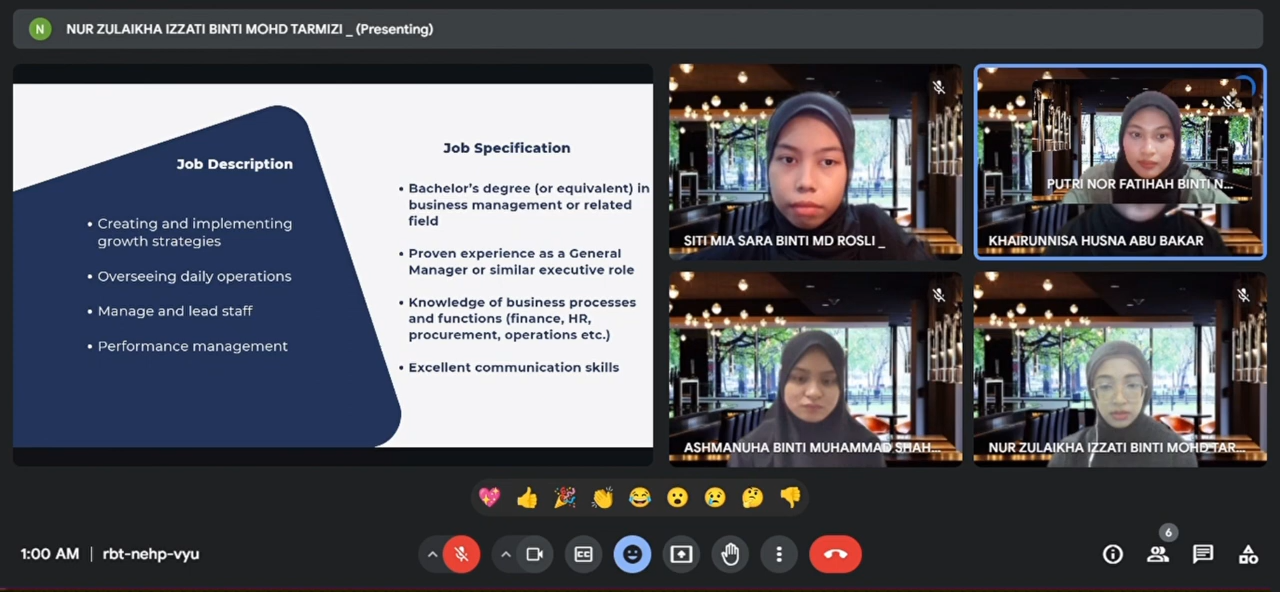 N
NUR ZULAIKHA IZZATI BINTI MOHD TARMIZI _ (Presenting)
Job Description
• Creating and implementing
growth strategies
• Overseeing daily operations
• Manage and lead staff
• Performance management
Job Specification
• Bachelor's degree (or equivalent) in
business management or related
field
• Proven experience as a General
Manager or similar executive role
• Knowledge of business processes
and functions (finance, HR,
procurement, operations etc.)
• Excellent communication skills
SITI MIA SARA BINTI MD ROSLI _
PUTRI NOR FATIHAH BINTI N...
KHAIRUNNISA HUSNA ABU BAKAR
ASHMANUHA BINTI MUHAMMAD SHAH...
NUR ZULAIKHA IZZATI BINTI MOHD TAR...
1:00 AM | rbt-nehp-vyu
CC
6